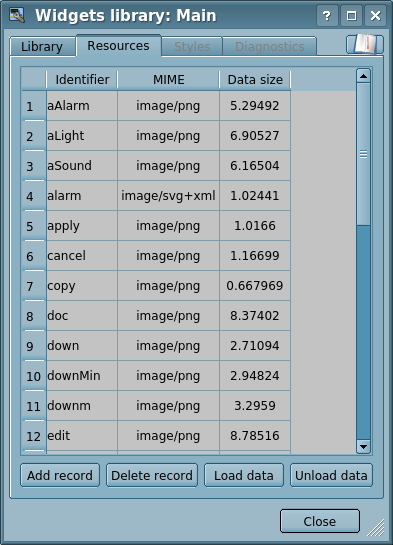 Widgets library: Main
Library Resources Styles Diagnostics
Identifier MIME Data size
1 aAlarm image/png 5.29492
2 aLight image/png 6.90527
3 aSound image/png 6.16504
4 alarm image/svg+xml 1.02441
5 apply image/png 1.0166
6 cancel image/png 1.16699
7 copy image/png 0.667969
8 doc image/png 8.37402
9 down image/png 2.71094
10 downMin image/png 2.94824
11 downm image/png 3.2959
12 edit image/png 8.78516
Add record Delete record Load data Unload data
Close